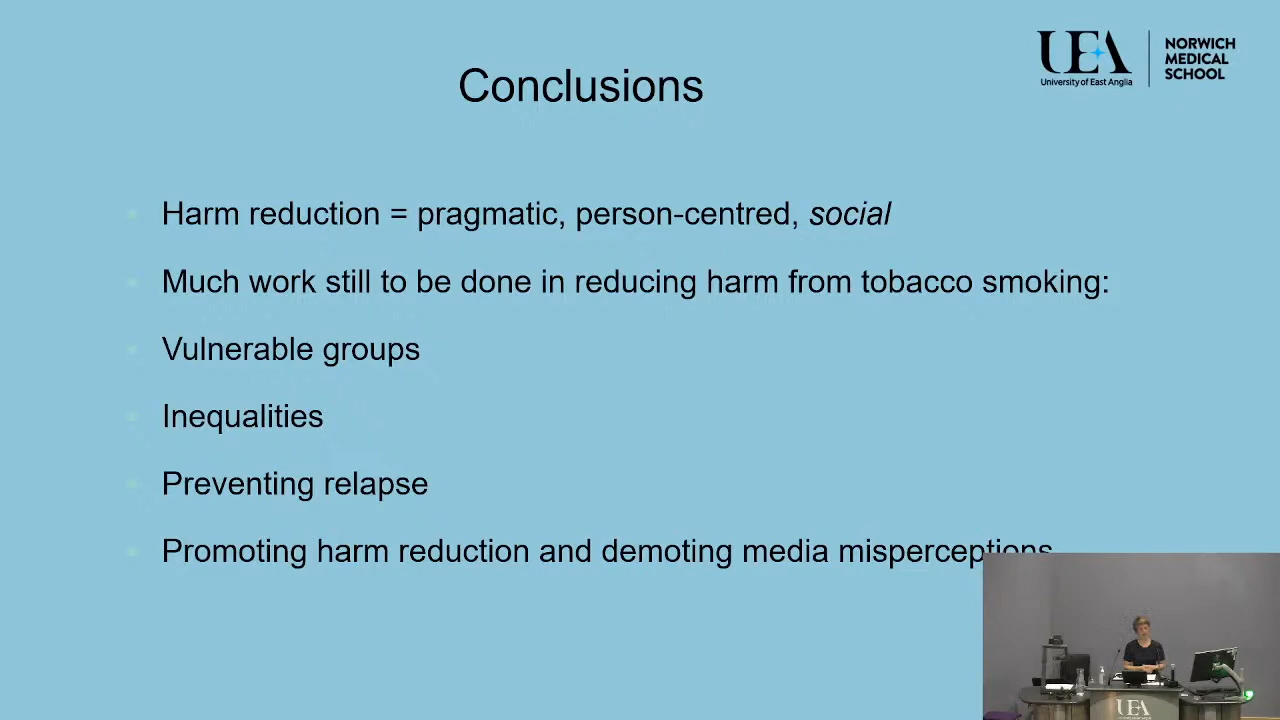 Conclusions
UEA
University of East Anglia
NORWICH
MEDICAL
SCHOOL
Harm reduction = pragmatic, person-centred, social
Much work still to be done in reducing harm from tobacco smoking:
Vulnerable groups
Inequalities
Preventing relapse
Promoting harm reduction and demoting media misperceptions
UEA